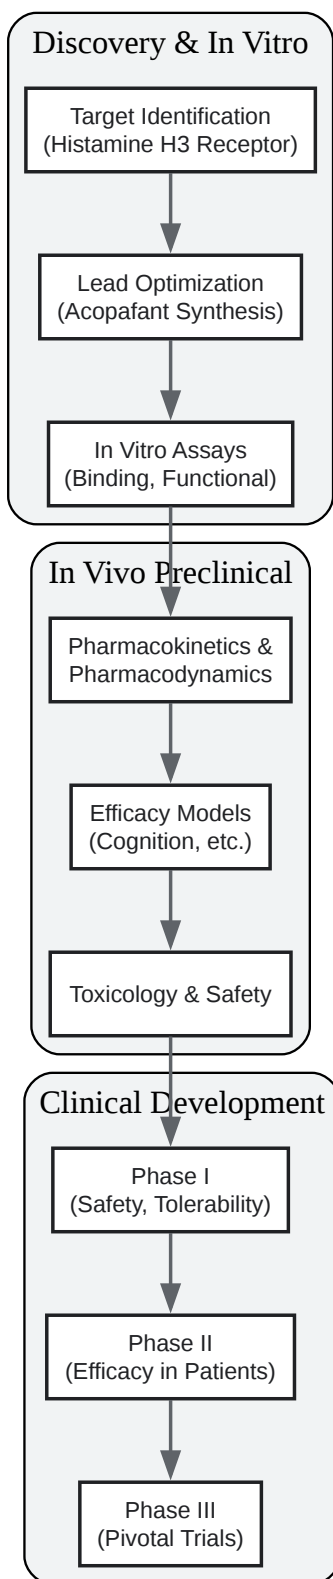 Discovery & In Vitro
Target Identification
(Histamine H3 Receptor)
Lead Optimization
(Acopafant Synthesis)
In Vitro Assays
(Binding, Functional)
In Vivo Preclinical
Pharmacokinetics &
Pharmacodynamics
Efficacy Models
(Cognition, etc.)
Toxicology & Safety
Clinical Development
Phase I
(Safety, Tolerability)
Phase II
(Efficacy in Patients)
Phase III
(Pivotal Trials)